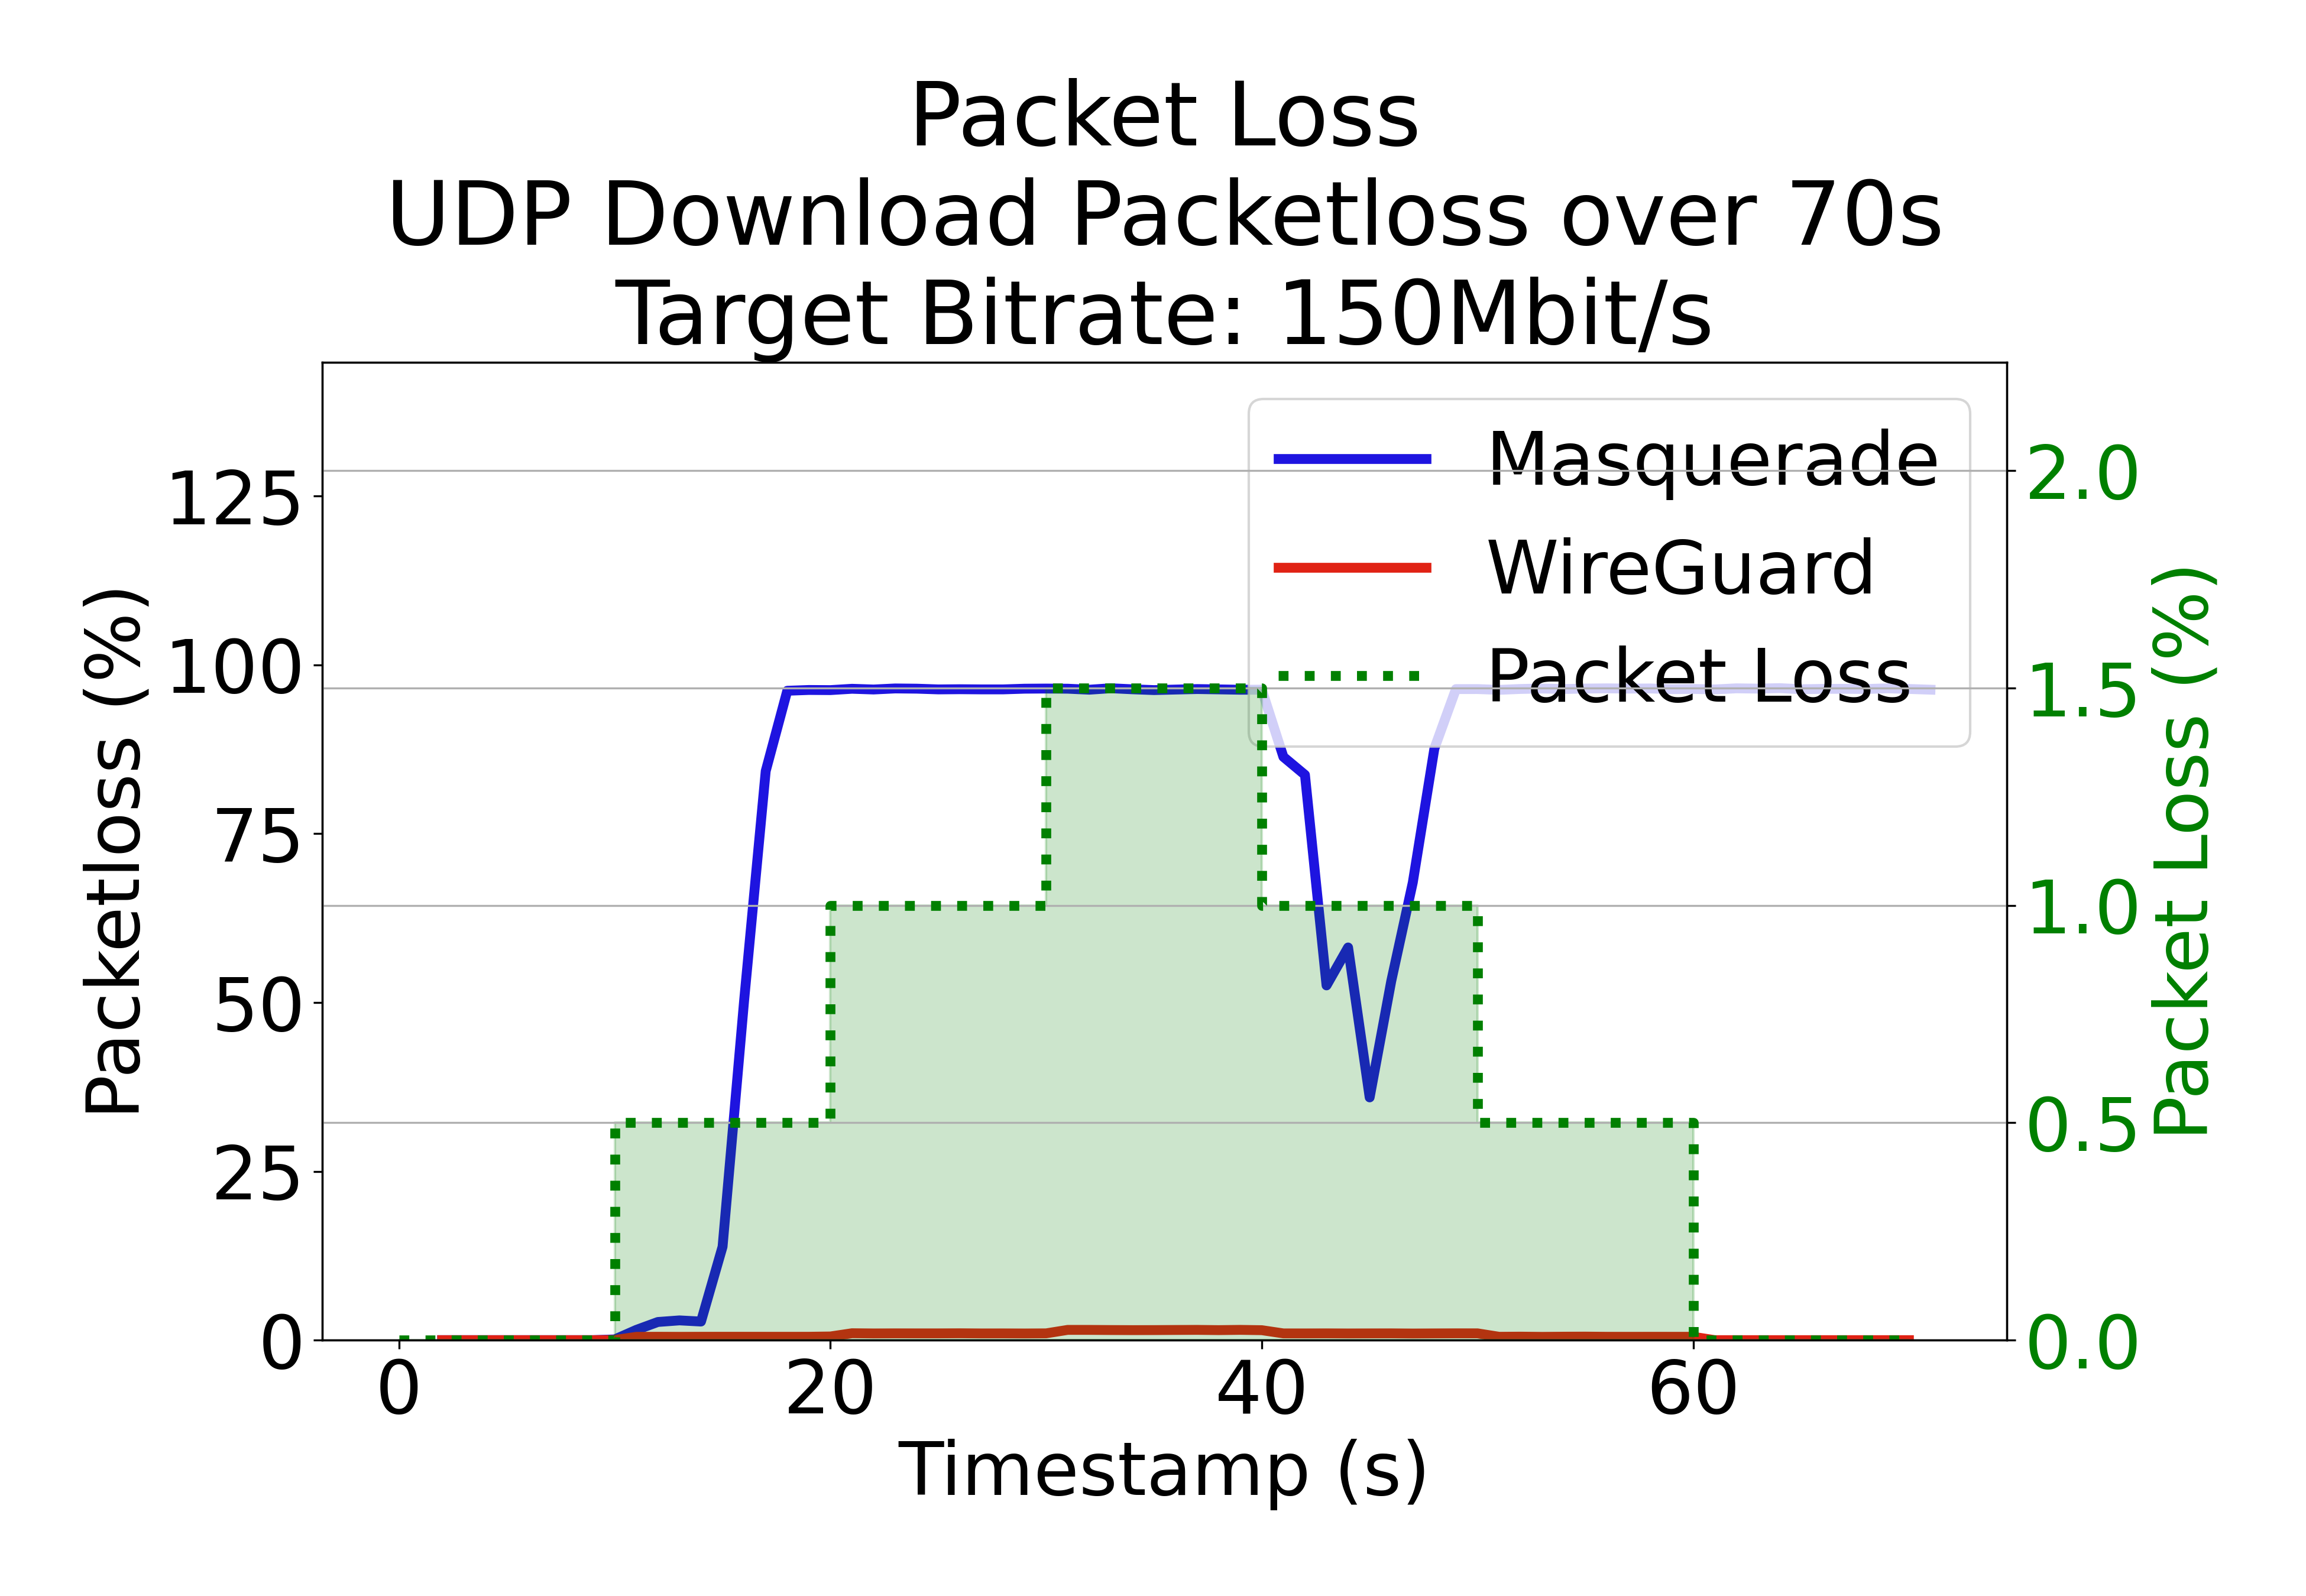 Packet Loss
UDP Download Packetloss over 70s
Target Bitrate: 150Mbit/s
Masquerade
WireGuard
Packet Loss
Packetloss (%)
125
100
75
50
25
0
2.0
1.5
1.0
0.5
0.0
Packet Loss (%)
0 20 40 60
Timestamp (s)